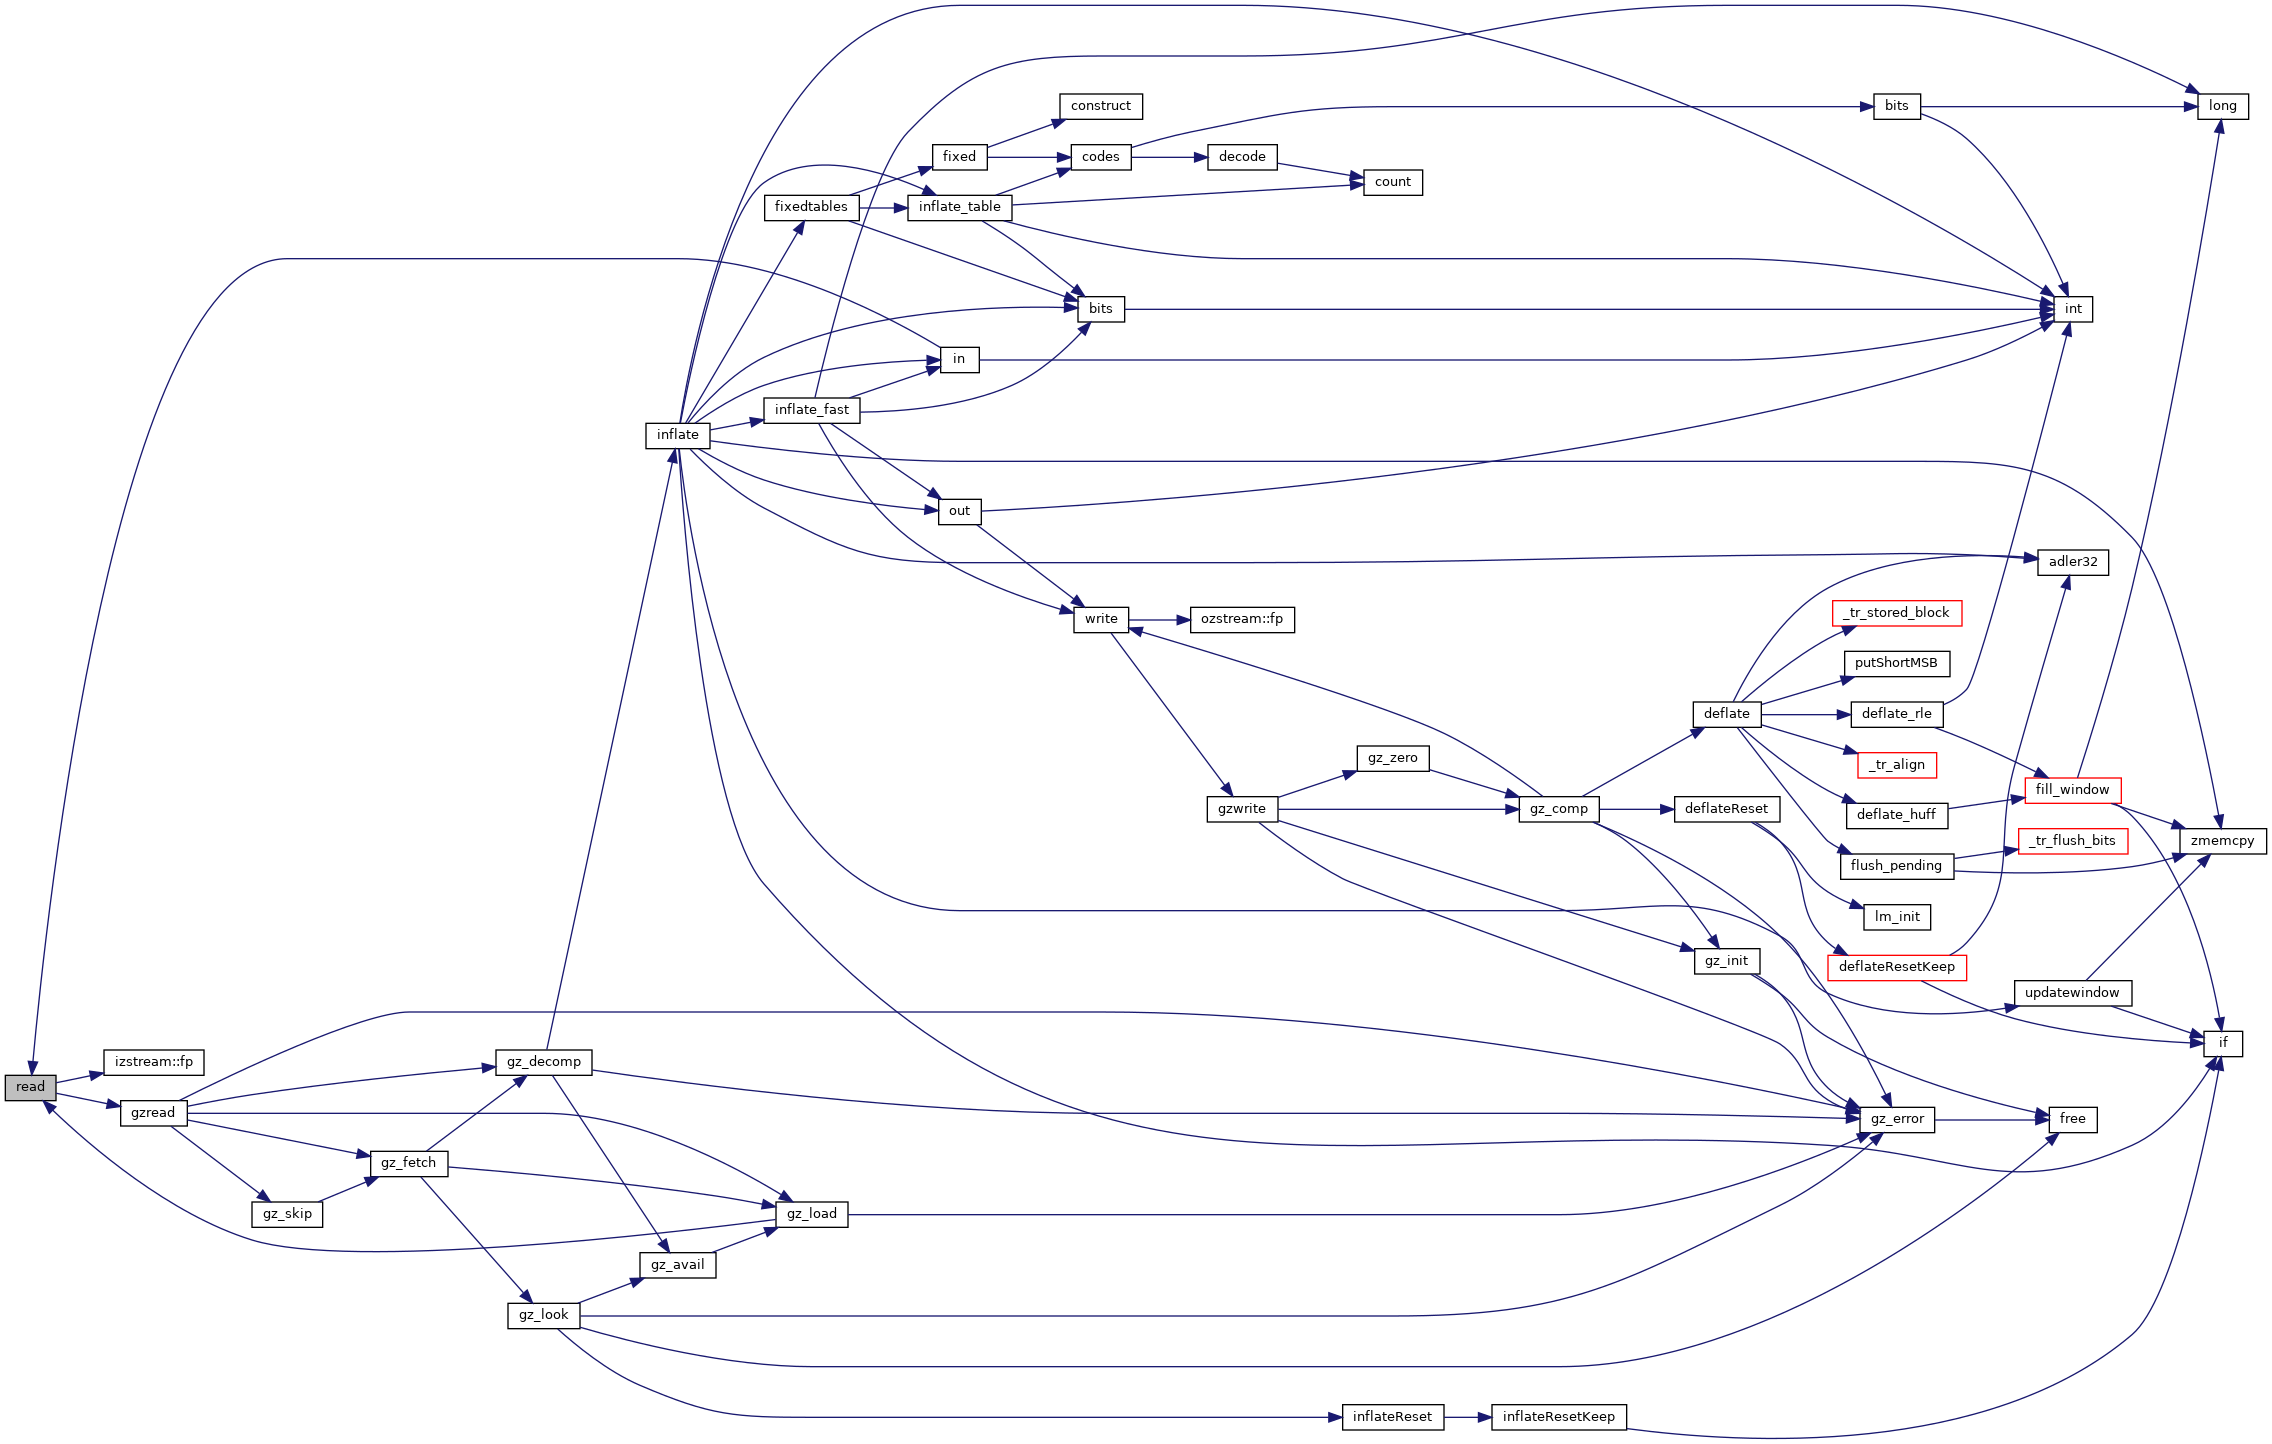 read
izstream::fp
gzread
gz_skip
gz_fetch
gz_decomp
gz_look
inflate
gz_avail
fixedtables
inflate_fast
gz_load
fixed
inflate_table
in
out
construct
codes
bits
write
decode
ozstream::fp
gzwrite
count
gz_zero
inflateReset
gz_comp
inflateResetKeep
deflate
deflateReset
gz_init
bits
_tr_stored_block
putShortMSB
deflate_rle
_tr_align
deflate_huff
flush_pending
lm_init
deflateResetKeep
gz_error
int
adler32
fill_window
_tr_flush_bits
updatewindow
free
long
zmemcpy
if